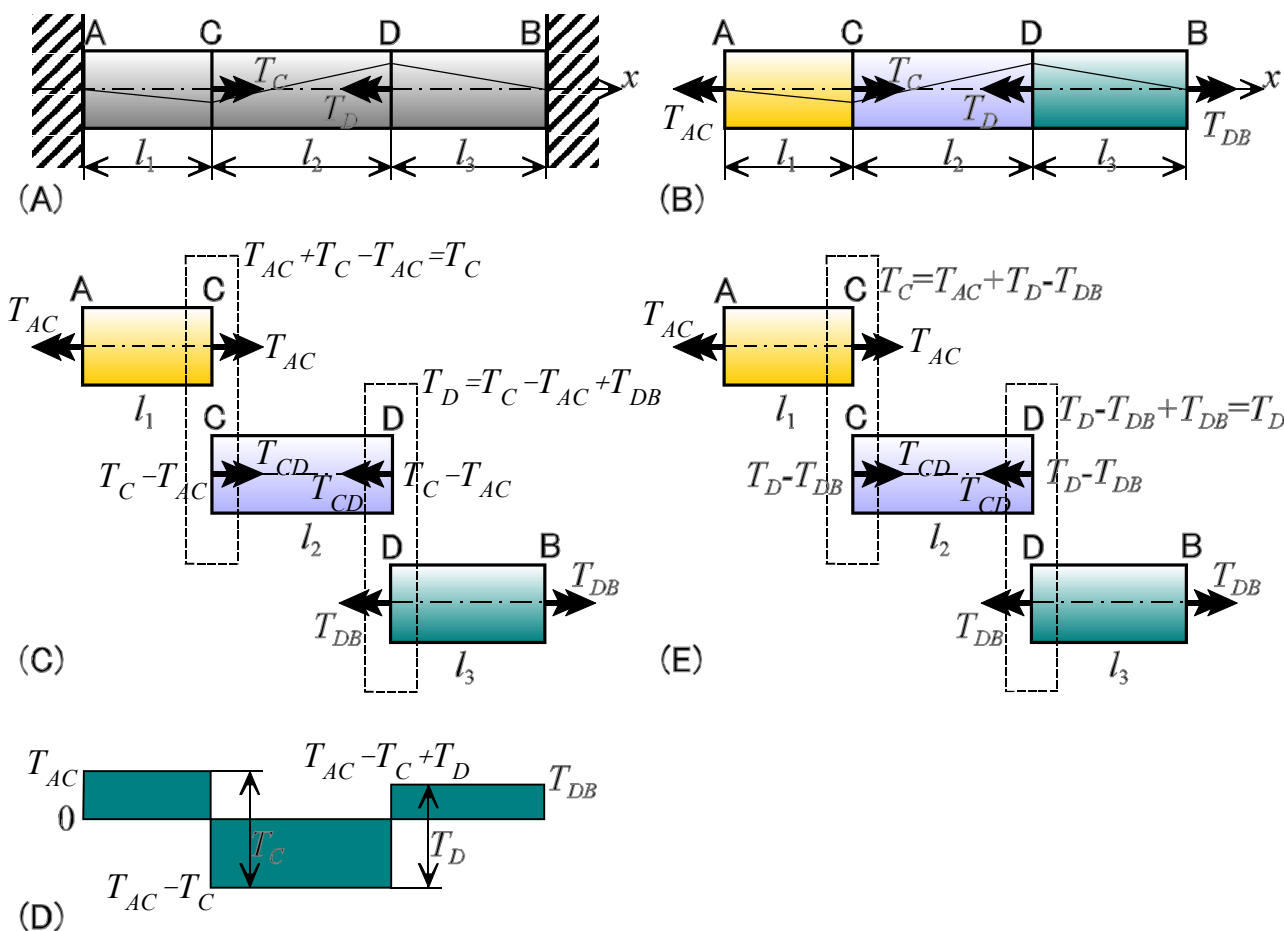 A C D B
T_C
T_D
x
l_1 l_2 l_3
(A)
A C D B
T_C
T_D
x
T_AC
T_DB
l_1 l_2 l_3
(B)
T_AC+T_C-T_AC=T_C
A C
T_AC
T_AC
l_1
T_D=T_C-T_AC+T_DB
C D
T_C-T_AC
T_CD
T_CD
T_C-T_AC
l_2
D B
T_DB
T_DB
l_3
(C)
T_C=T_AC+T_D-T_DB
A C
T_AC
T_AC
l_1
T_D-T_DB+T_DB=T_D
C D
T_D-T_DB
T_CD
T_CD
T_D-T_DB
l_2
D B
T_DB
T_DB
l_3
(E)
T_AC
0
T_AC-T_C+T_D
T_DB
T_C
T_D
T_AC-T_C
(D)